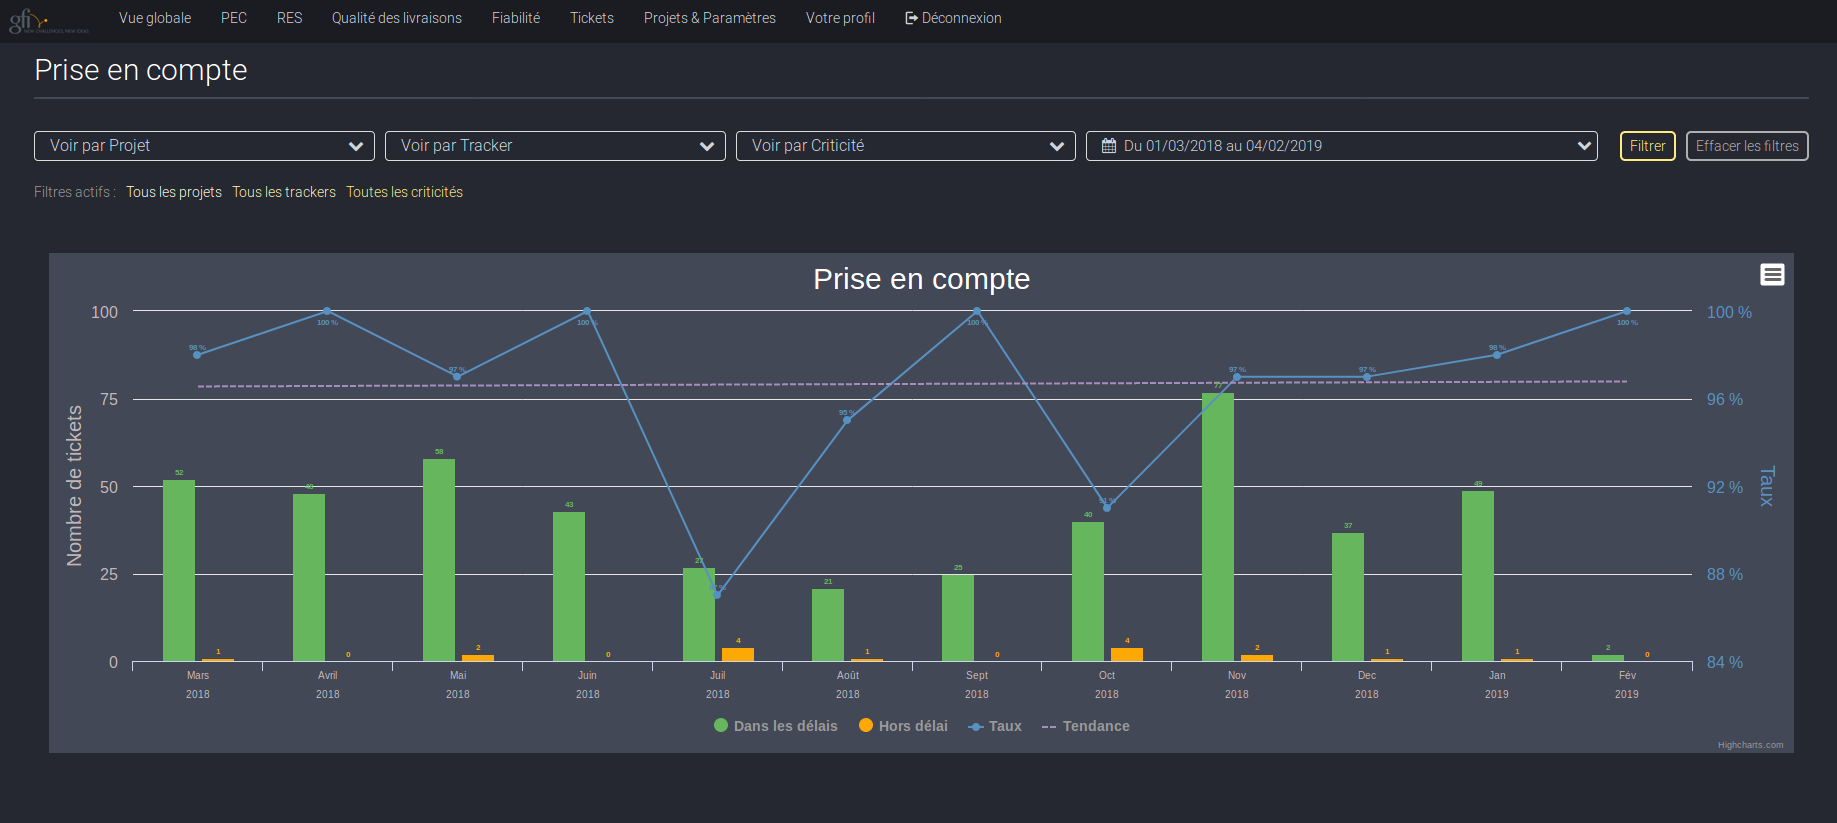 gfi
NEW CHALLENGES, NEW IDEAS
Vue globale PEC RES Qualité des livraisons Fiabilité Tickets Projets & Paramètres Votre profil Déconnexion
Prise en compte
Voir par Projet Voir par Tracker Voir par Criticité Du 01/03/2018 au 04/02/2019 Filtrer Effacer les filtres
Filtres actifs : Tous les projets Tous les trackers Toutes les criticités
Prise en compte
100 100 %
100 % 100 % 100 % 100 %
98 % 98 %
97 % 97 % 97 %
77
75 96 %
95 %
58
52
49
50 48 92 %
91 %
43
40
37
27
25
25 88 %
21
4 4
1 0 2 0 1 0 2 1 1 2 0
0 84 %
Nombre de tickets
Taux
Mars Avril Mai Juin Juil Août Sept Oct Nov Dec Jan Fév
2018 2018 2018 2018 2018 2018 2018 2018 2018 2018 2019 2019
Dans les délais Hors délai Taux Tendance
Highcharts.com